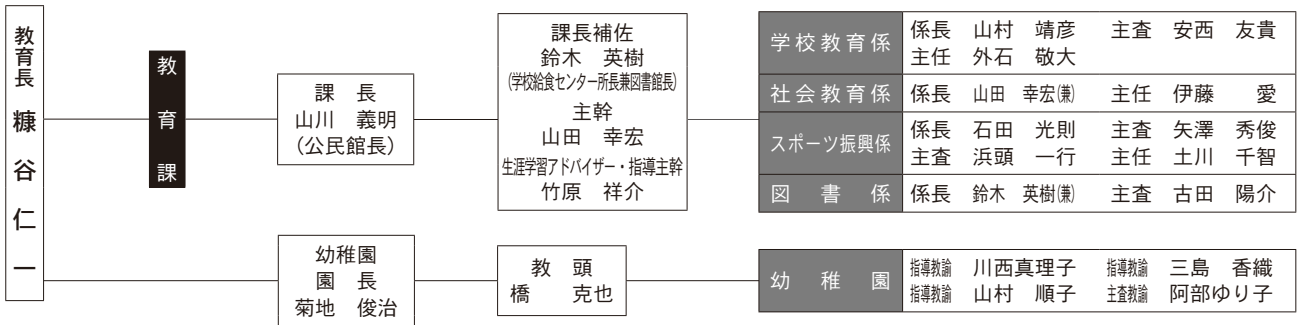 教育長 糠谷仁一
教育課
課　長
山川　義明
(公民館長)
課長補佐
鈴木　英樹
(学校給食センター所長兼図書館長)
主幹
山田　幸宏
生涯学習アドバイザー・指導主幹
竹原　祥介
学校教育係 係長　山村　靖彦　主査　安西　友貴
主任　外石　敬大
社会教育係 係長　山田　幸宏㈱　主任　伊藤　愛
スポーツ振興係 係長　石田　光則　主査　矢澤　秀俊
主査　浜頭　一行　主任　土川　千智
図書係 係長　鈴木　英樹(兼)　主査　古田　陽介
幼稚園
園　長
菊地　俊治
教　頭
橋　克也
幼稚園 指導教諭　川西真理子　指導教諭　三島　香織
指導教諭　山村　順子　主査教諭　阿部ゆり子